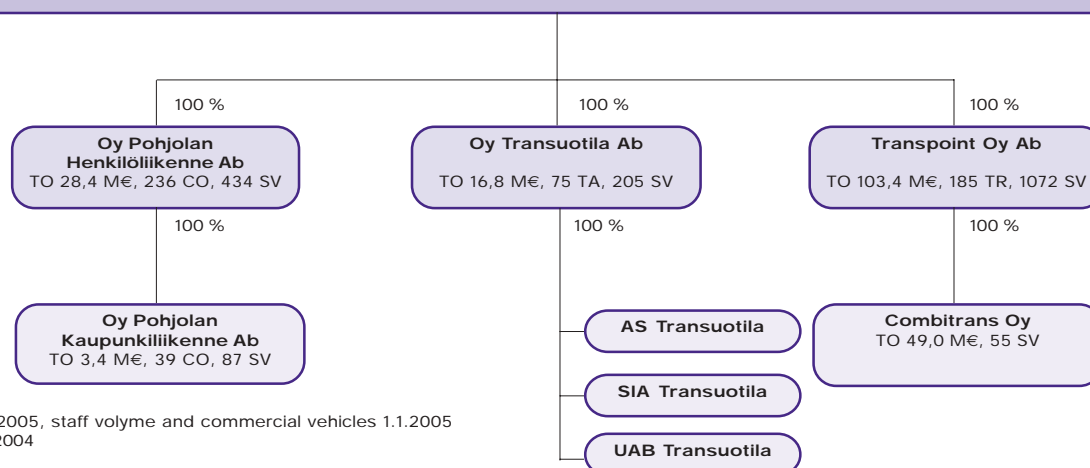 100 %
100 %
100 %
Oy Pohjolan
Henkilöliikenne Ab
TO 28,4 M€, 236 CO, 434 SV
Oy Transuotila Ab
TO 16,8 M€, 75 TA, 205 SV
Transpoint Oy Ab
TO 103,4 M€, 185 TR, 1072 SV
100 %
100 %
100 %
Oy Pohjolan
Kaupunkiliikenne Ab
TO 3,4 M€, 39 CO, 87 SV
AS Transuotila
SIA Transuotila
UAB Transuotila
Combitrans Oy
TO 49,0 M€, 55 SV
2005, staff volyme and commercial vehicles 1.1.2005
2004